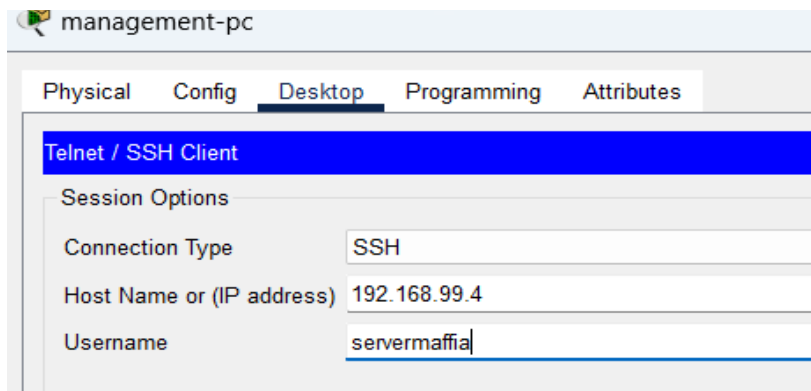 management-pc
Physical Config Desktop Programming Attributes
Telnet / SSH Client
Session Options
Connection Type SSH
Host Name or (IP address) 192.168.99.4
Username servermaffia